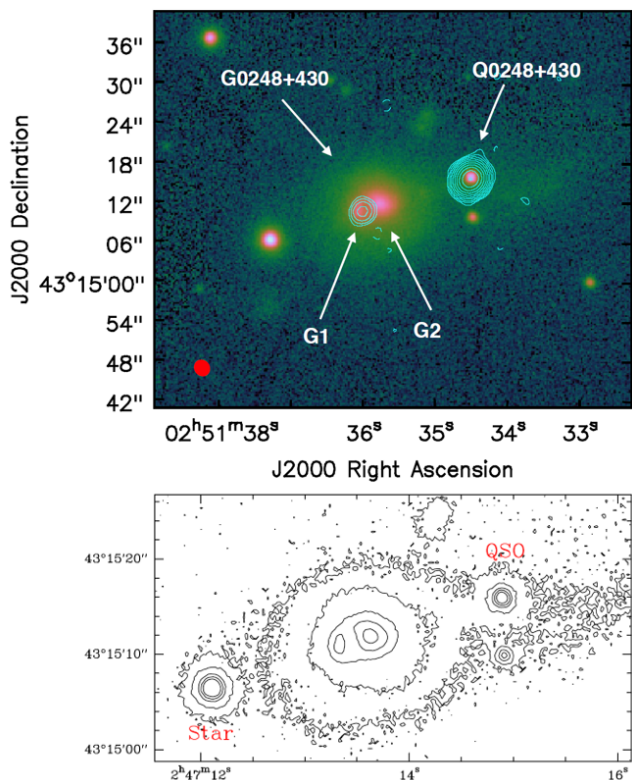 G0248+430
Q0248+430
G1
G2
36"
30"
24"
18"
12"
06"
43°15'00"
54"
48"
42"
J2000 Declination
02ʰ51ᵐ38ˢ
36ˢ
35ˢ
34ˢ
33ˢ
J2000 Right Ascension
QSO
Star
43°15'20"
43°15'10"
43°15'00"
2ʰ47ᵐ12ˢ
14ˢ
16ˢ